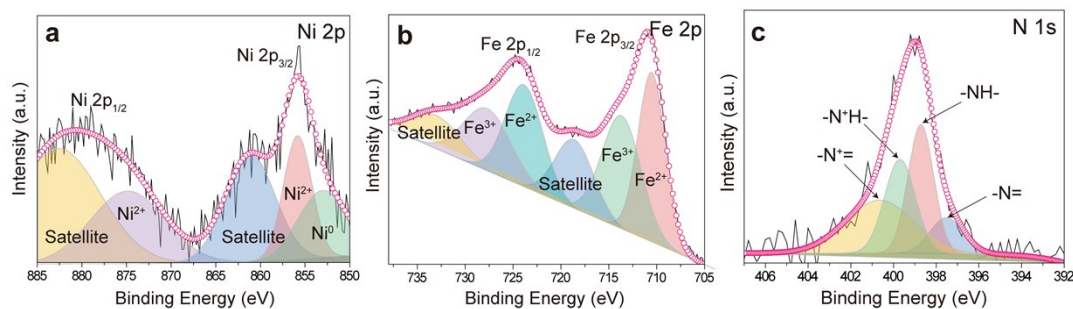 a
Ni 2p
Ni 2p3/2
Ni 2p1/2
Ni2+
Ni2+
Satellite
Satellite
Ni0
Intensity (a.u.)
885 880 875 870 865 860 855 850
Binding Energy (eV)
b
Fe 2p
Fe 2p1/2
Fe 2p3/2
Satellite
Fe3+
Fe2+
Satellite
Fe3+
Fe2+
Intensity (a.u.)
735 730 725 720 715 710 705
Binding Energy (eV)
c
N 1s
-NH-
-N+H-
-N+=
-N=
Intensity (a.u.)
406 404 402 400 398 396 394 392
Binding Energy (eV)